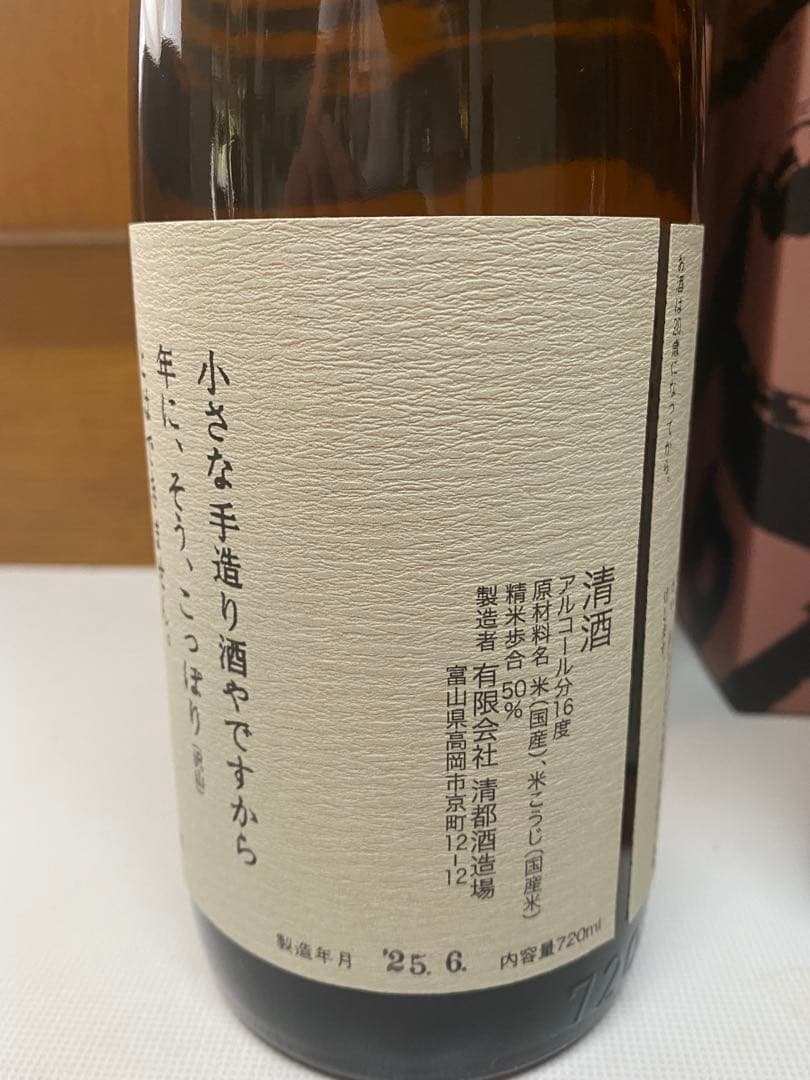 お酒は20歳になってから。
清酒
アルコール分16度
原材料名 米(国産)、米こうじ(国産米)
精米歩合 50%
製造者 有限会社 清都酒造場
富山県高岡市京町12-12
小さな手造り酒やですから
年に、そう、こっぽり
製造年月 '25.6.
内容量720ml
720